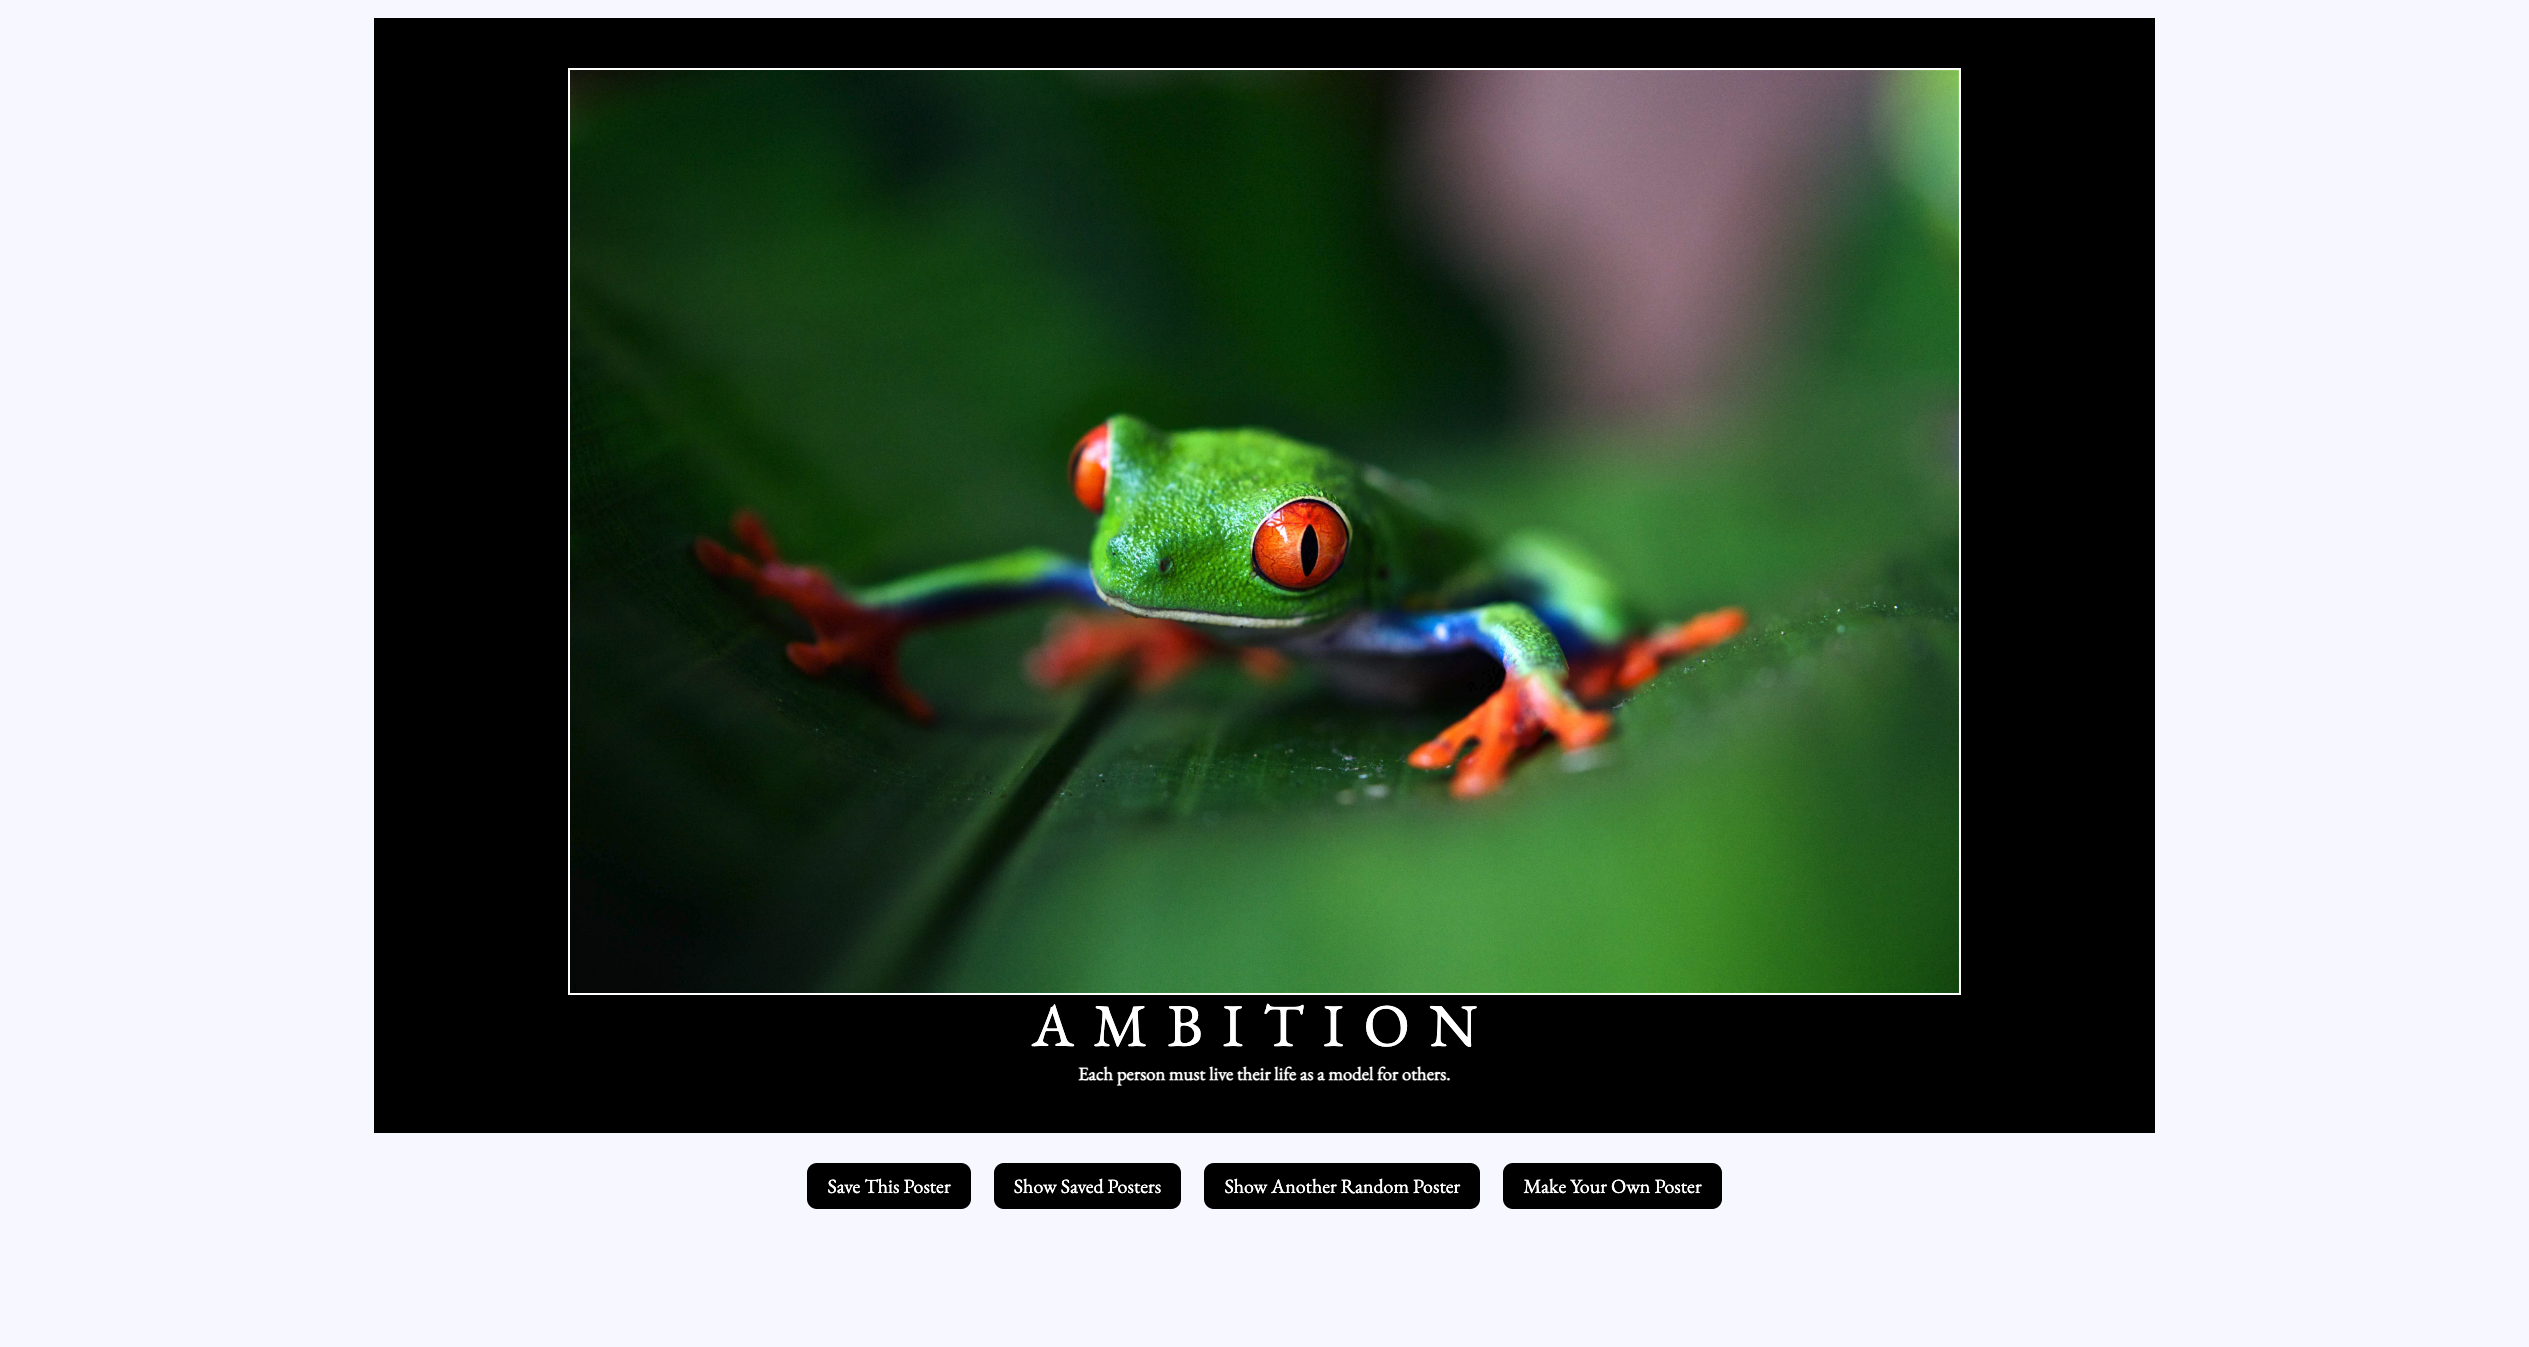 AMBITION
Each person must live their life as a model for others.
Save This Poster
Show Saved Posters
Show Another Random Poster
Make Your Own Poster